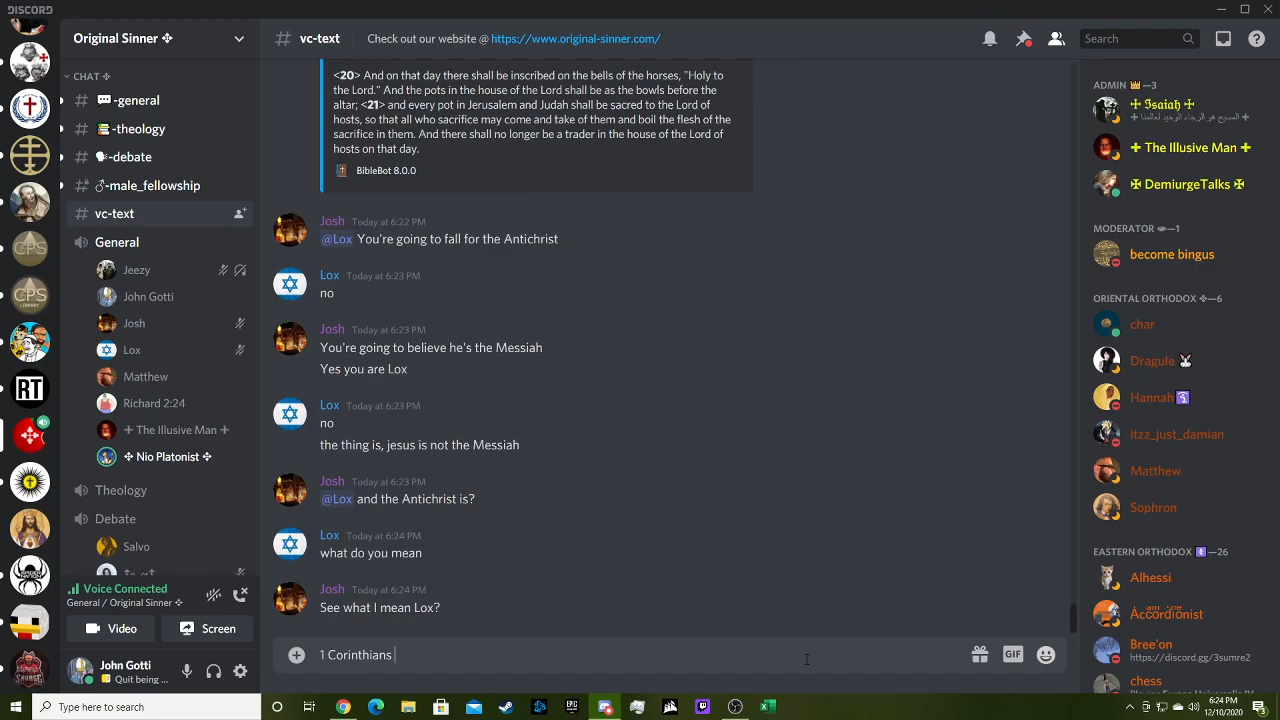 DISCORD
Original Sinner ✣
# vc-text
Check out our website @ https://www.original-sinner.com/
Search
CHAT ✣
-general
-theology
-debate
-male_fellowship
vc-text
General
Jeezy
John Gotti
Josh
Lox
Matthew
Richard 2:24
+ The Illusive Man +
✣ Nio Platonist ✣
Theology
Debate
Salvo
Voice Connected
General / Original Sinner ✣
Video
Screen
John Gotti
Quit being ...
CPS
CPS
LIBRARY
RT
SPIDER
NATION
SAVAGE
<20> And on that day there shall be inscribed on the bells of the horses, "Holy to
the Lord." And the pots in the house of the Lord shall be as the bowls before the
altar; <21> and every pot in Jerusalem and Judah shall be sacred to the Lord of
hosts, so that all who sacrifice may come and take of them and boil the flesh of the
sacrifice in them. And there shall no longer be a trader in the house of the Lord of
hosts on that day.
BibleBot 8.0.0
Josh Today at 6:22 PM
@Lox You're going to fall for the Antichrist
Lox Today at 6:23 PM
no
Josh Today at 6:23 PM
You're going to believe he's the Messiah
Yes you are Lox
Lox Today at 6:23 PM
no
the thing is, jesus is not the Messiah
Josh Today at 6:23 PM
@Lox and the Antichrist is?
Lox Today at 6:24 PM
what do you mean
Josh Today at 6:24 PM
See what I mean Lox?
1 Corinthians
GIF
ADMIN —3
☩ ℑsaiah ☩
+ المسيح هو الرجاء الوحيد لعالمنا +
✚ The Illusive Man ✚
✠ DemiurgeTalks ✠
MODERATOR —1
become bingus
ORIENTAL ORTHODOX ✣—6
char
Dragule
Hannah
itzz_just_damian
Matthew
Sophron
EASTERN ORTHODOX —26
Alhessi
Accordionist
Bree'on
https://discord.gg/3sumre2
chess
Type here to search
EPIC
6:24 PM
12/10/2020